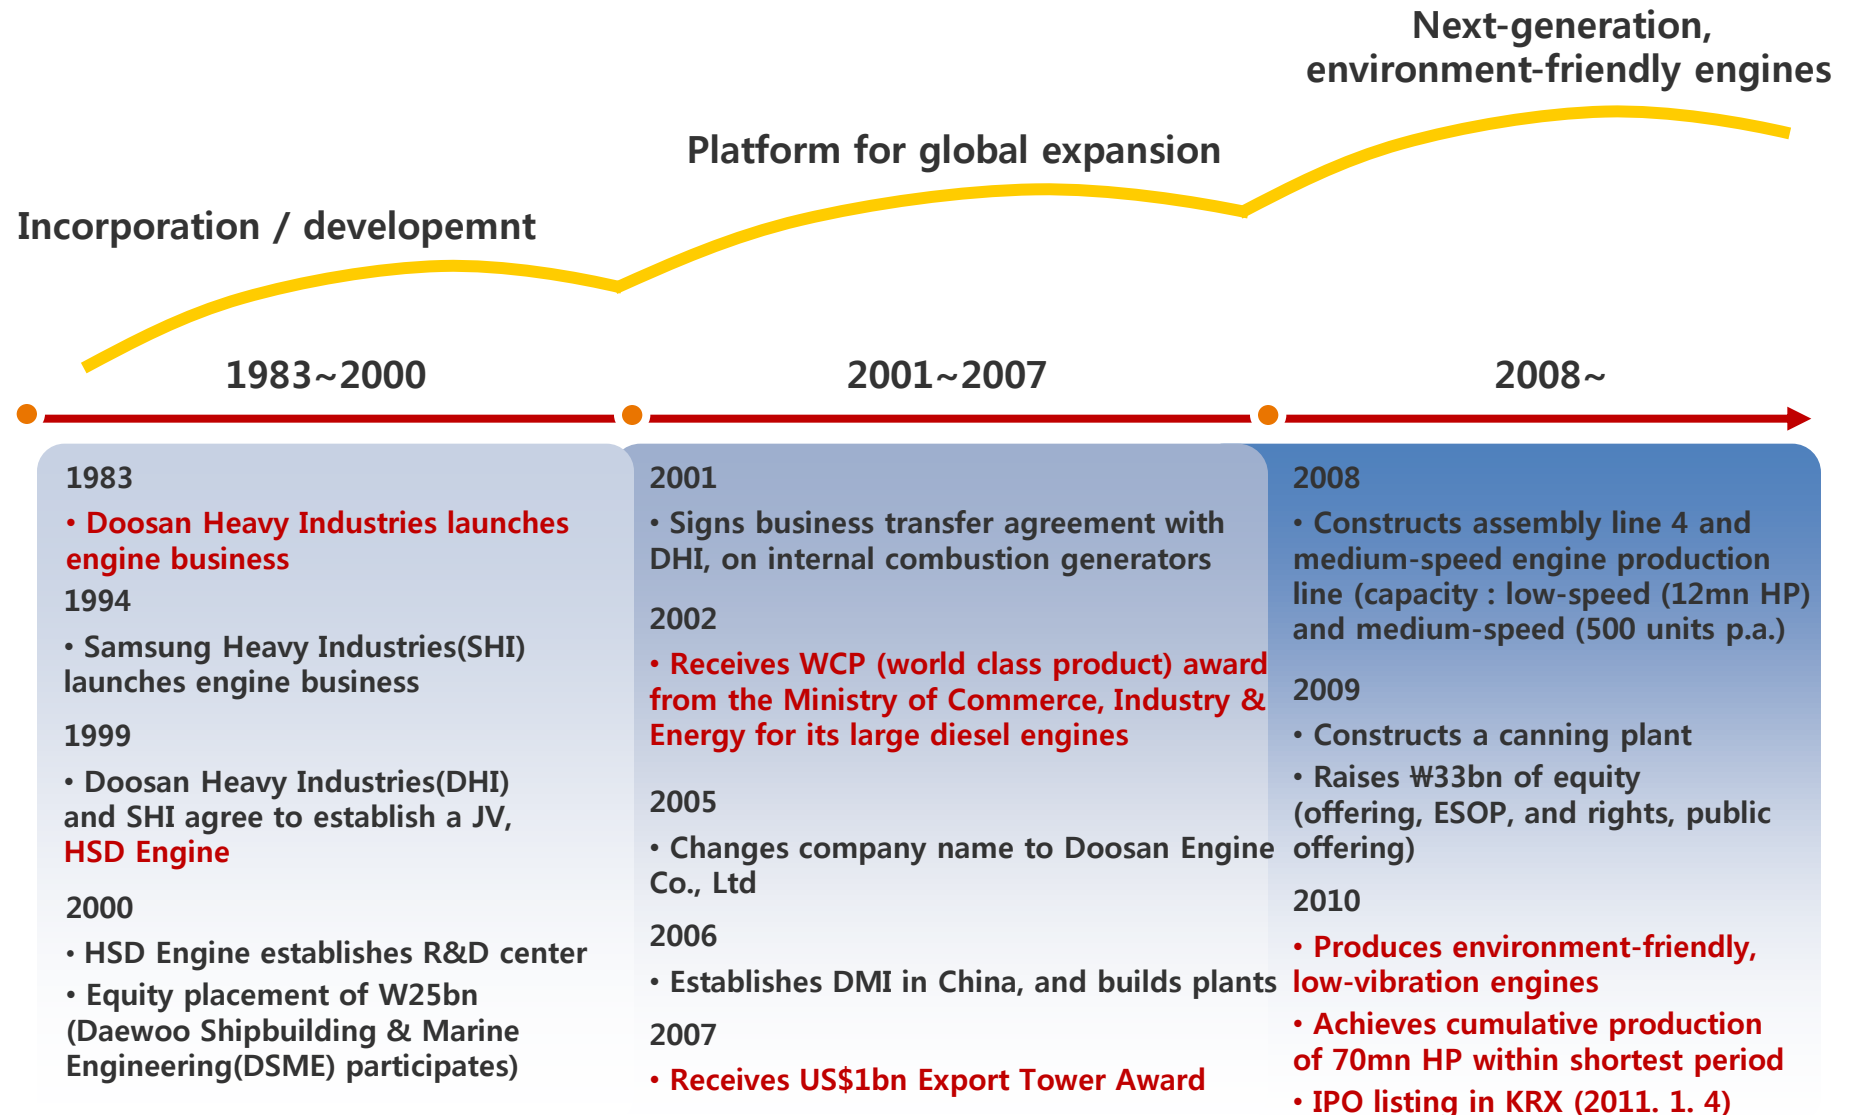 Next-generation,
environment-friendly engines
Platform for global expansion
Incorporation / developemnt
1983~2000
2001~2007
2008~
1983
• Doosan Heavy Industries launches
engine business
1994
• Samsung Heavy Industries(SHI)
launches engine business
1999
• Doosan Heavy Industries(DHI)
and SHI agree to establish a JV,
HSD Engine
2000
• HSD Engine establishes R&D center
• Equity placement of W25bn
(Daewoo Shipbuilding & Marine
Engineering(DSME) participates)
2001
• Signs business transfer agreement with
DHI, on internal combustion generators
2002
• Receives WCP (world class product) award
from the Ministry of Commerce, Industry &
Energy for its large diesel engines
2005
• Changes company name to Doosan Engine
Co., Ltd
2006
• Establishes DMI in China, and builds plants
2007
• Receives US$1bn Export Tower Award
2008
• Constructs assembly line 4 and
medium-speed engine production
line (capacity : low-speed (12mn HP)
and medium-speed (500 units p.a.)
2009
• Constructs a canning plant
• Raises ₩33bn of equity
(offering, ESOP, and rights, public
offering)
2010
• Produces environment-friendly,
low-vibration engines
• Achieves cumulative production
of 70mn HP within shortest period
• IPO listing in KRX (2011. 1. 4)